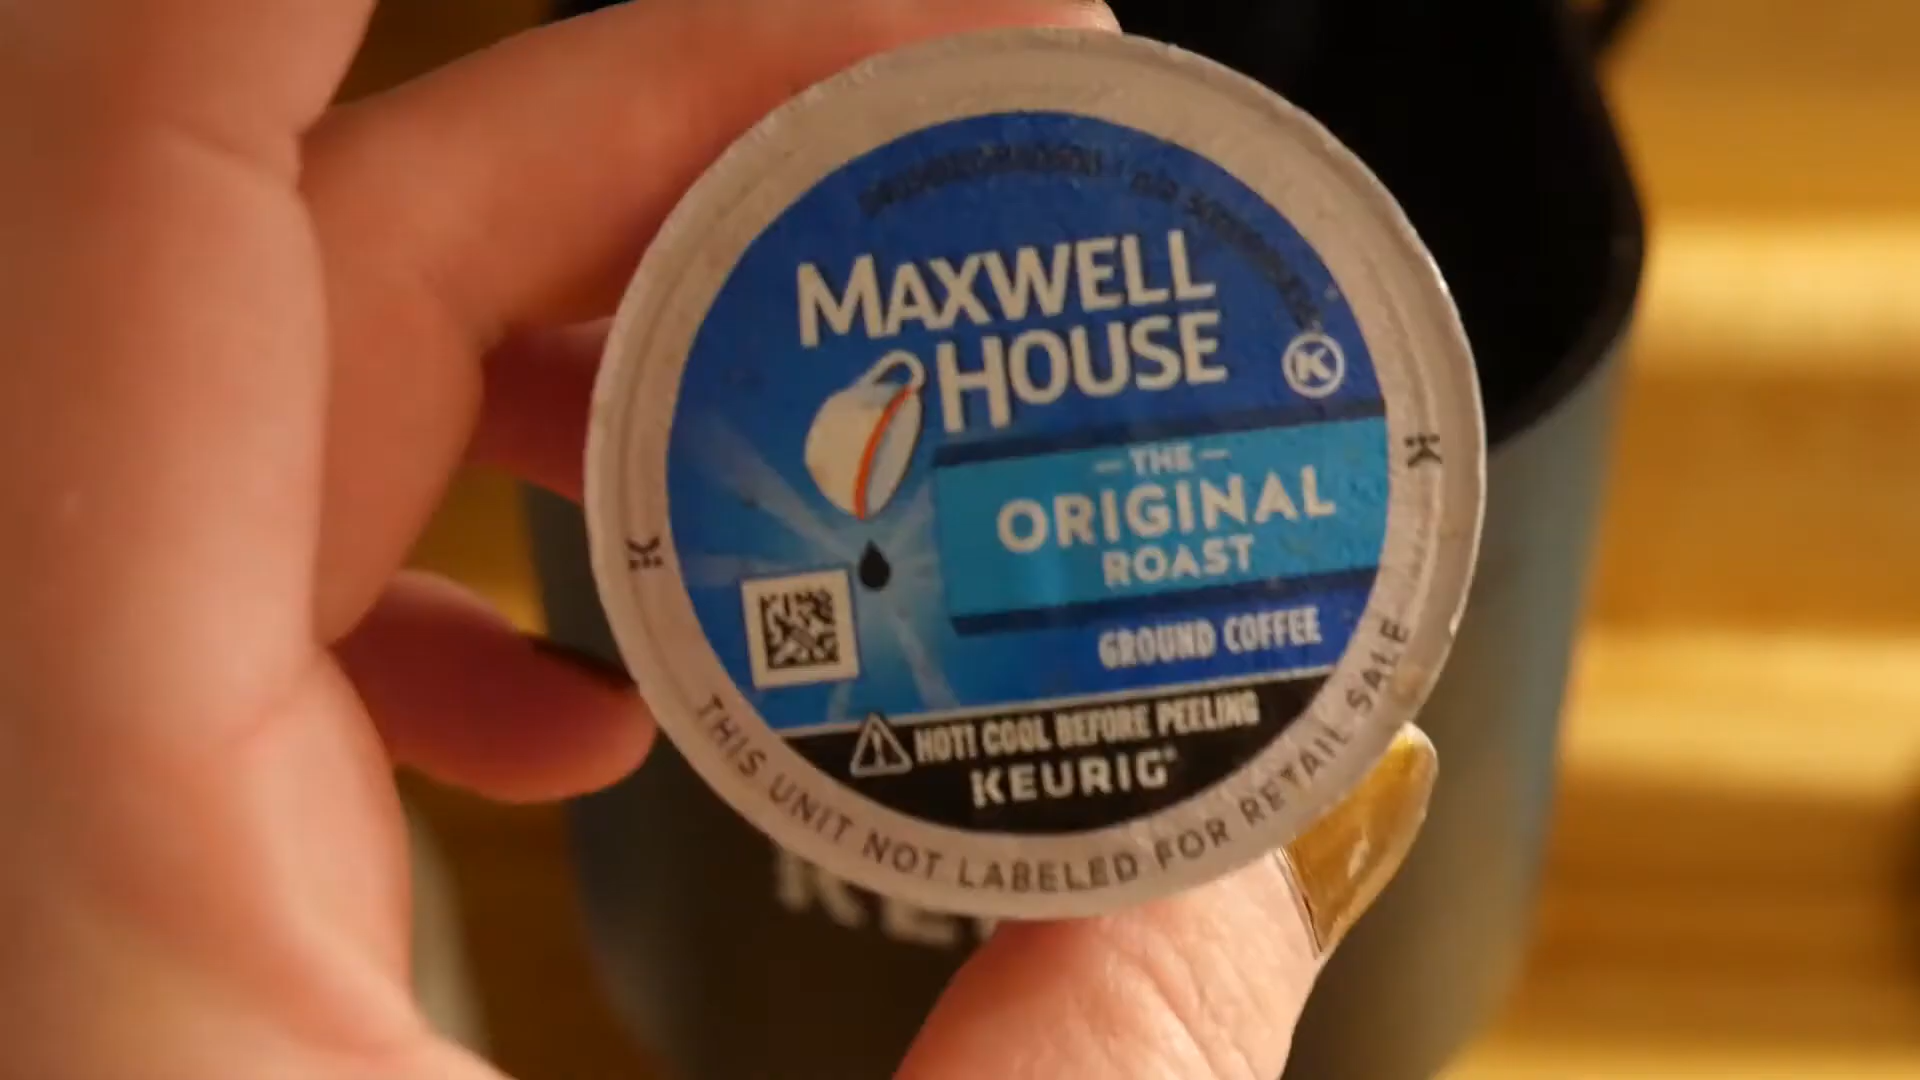 MAXWELL
HOUSE
K
— THE —
ORIGINAL
ROAST
GROUND COFFEE
HOT! COOL BEFORE PEELING
KEURIG®
K
K
THIS UNIT NOT LABELED FOR RETAIL SALE